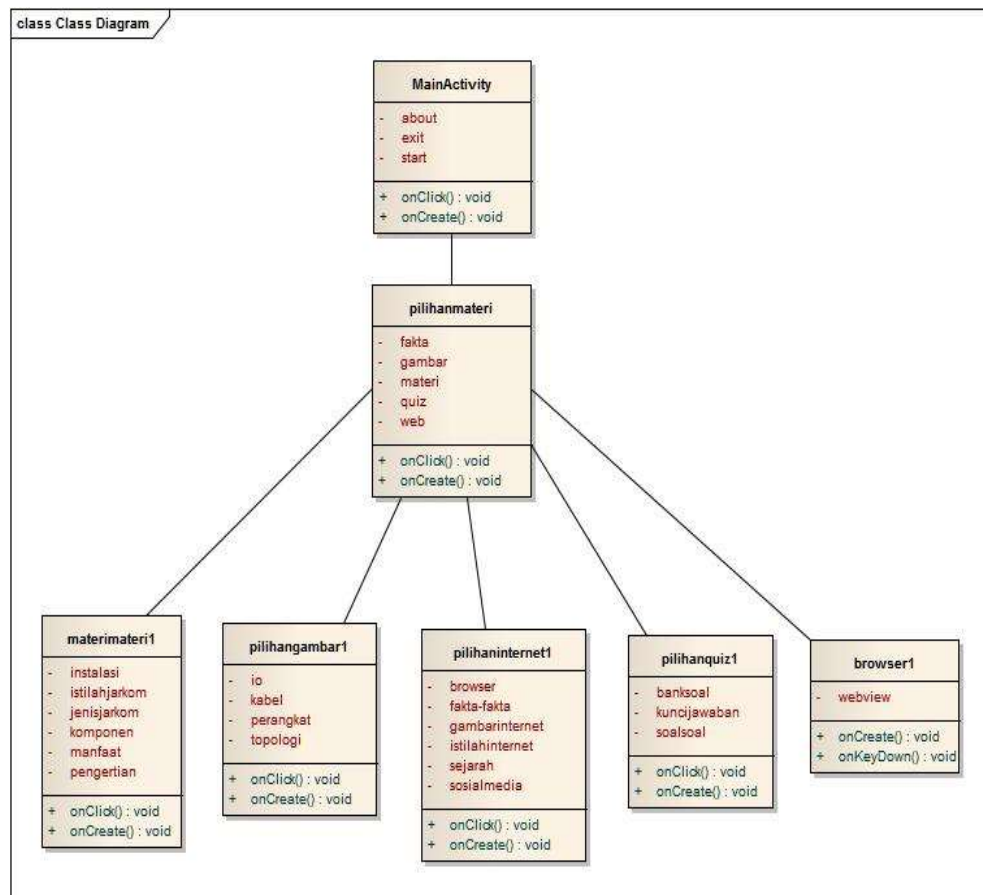 class Class Diagram
MainActivity
- about
- exit
- start
+ onClick() : void
+ onCreate() : void
pilihanmateri
- fakta
- gambar
- materi
- quiz
- web
+ onClick() : void
+ onCreate() : void
materimateri1
- instalasi
- istilahjarkom
- jenisjarkom
- komponen
- manfaat
- pengertian
+ onClick() : void
+ onCreate() : void
pilihangambar1
- io
- kabel
- perangkat
- topologi
+ onClick() : void
+ onCreate() : void
pilihaninternet1
- browser
- fakta-fakta
- gambarinternet
- istilahinternet
- sejarah
- sosialmedia
+ onClick() : void
+ onCreate() : void
pilihanquiz1
- banksoal
- kuncijawaban
- soalsoal
+ onClick() : void
+ onCreate() : void
browser1
- webview
+ onCreate() : void
+ onKeyDown() : void